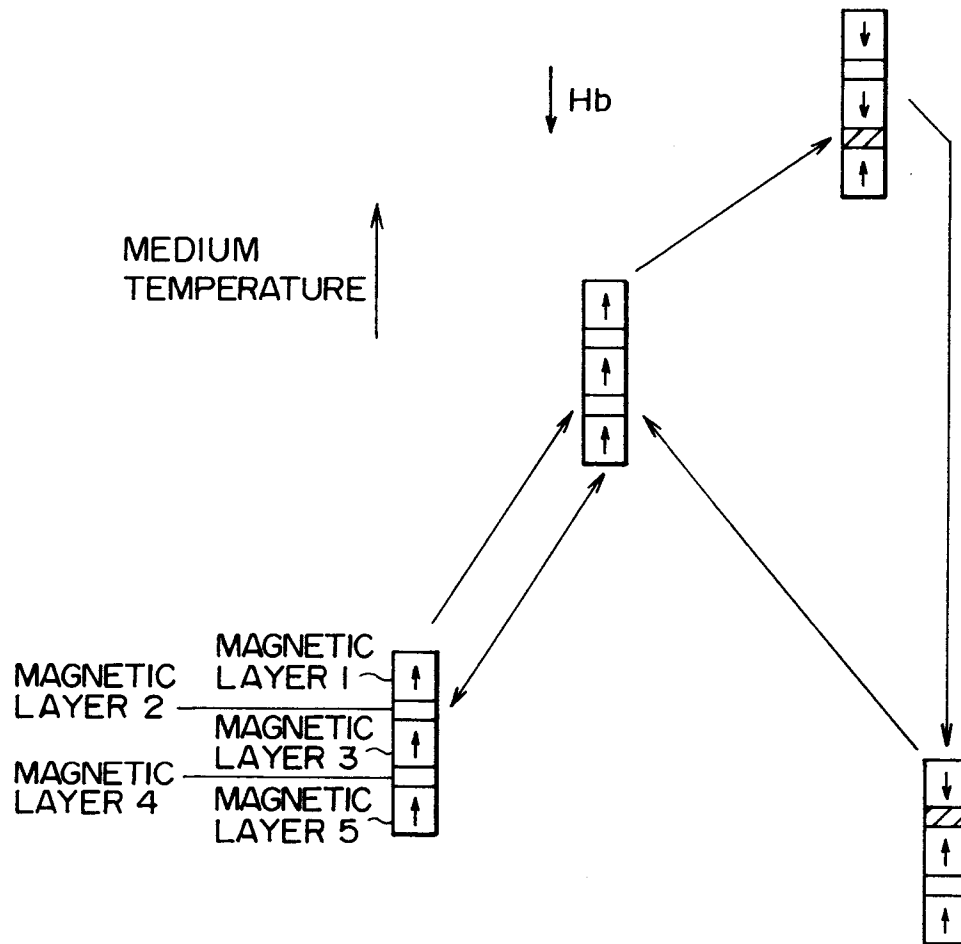 Hb
MEDIUM
TEMPERATURE
MAGNETIC
LAYER 1
MAGNETIC
LAYER 2
MAGNETIC
LAYER 3
MAGNETIC
LAYER 4
MAGNETIC
LAYER 5